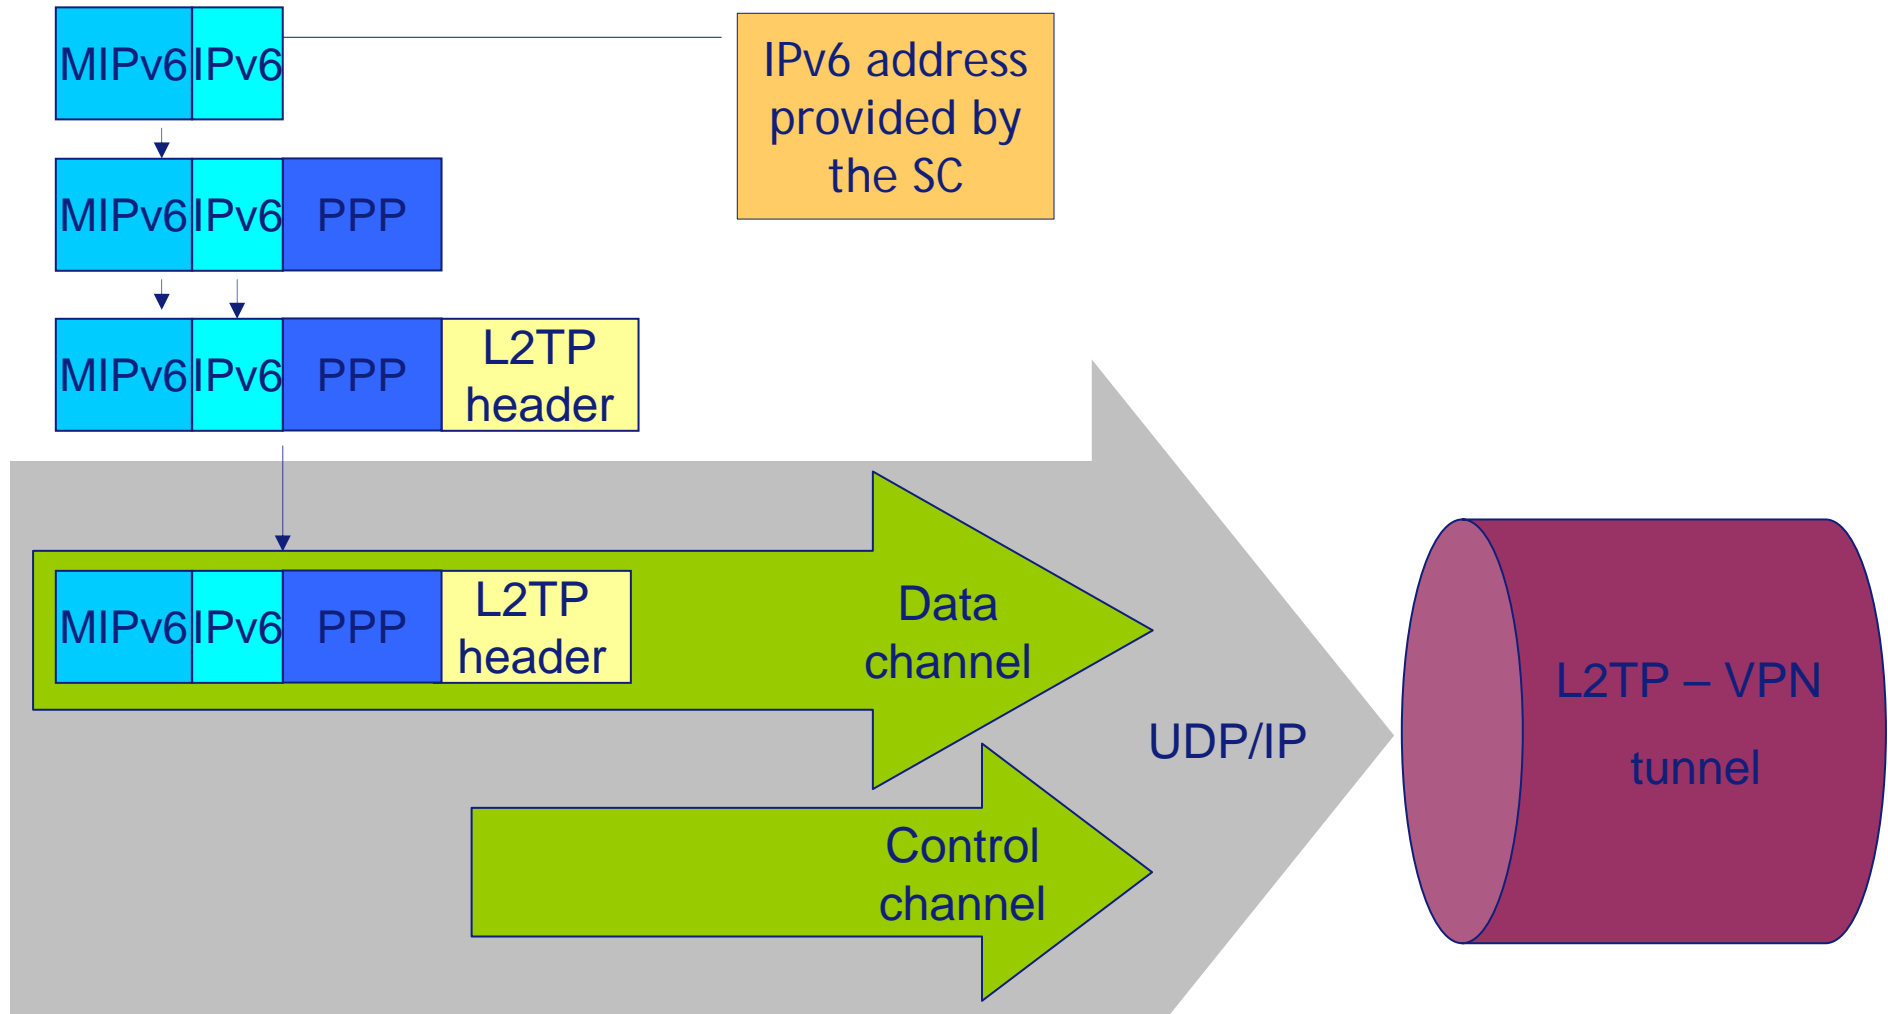 MIPv6 IPv6
IPv6 address
provided by
the SC
MIPv6 IPv6 PPP
MIPv6 IPv6 PPP L2TP
header
MIPv6 IPv6 PPP L2TP
header
Data
channel
UDP/IP
Control
channel
L2TP – VPN
tunnel